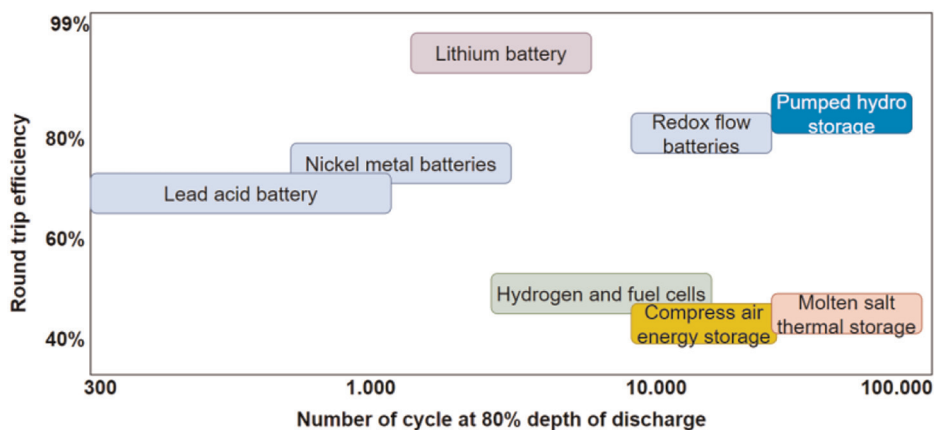 99%
Lithium battery
Pumped hydro
storage
Redox flow
batteries
80%
Nickel metal batteries
Lead acid battery
Round trip efficiency
60%
Hydrogen and fuel cells
Compress air
energy storage
Molten salt
thermal storage
40%
300
1.000
10.000
100.000
Number of cycle at 80% depth of discharge